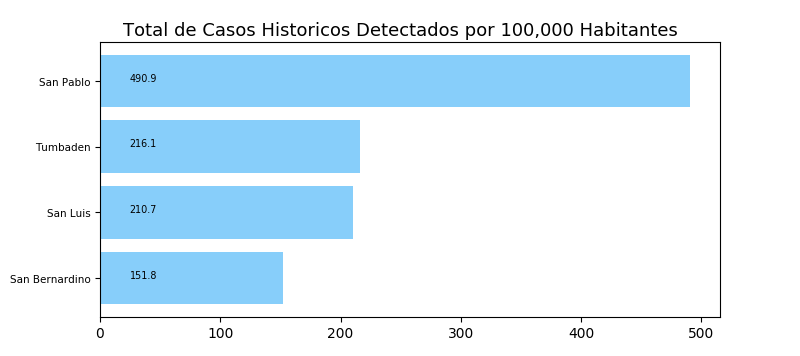 Total de Casos Historicos Detectados por 100,000 Habitantes
San Pablo 490.9
Tumbaden 216.1
San Luis 210.7
San Bernardino 151.8
0 100 200 300 400 500